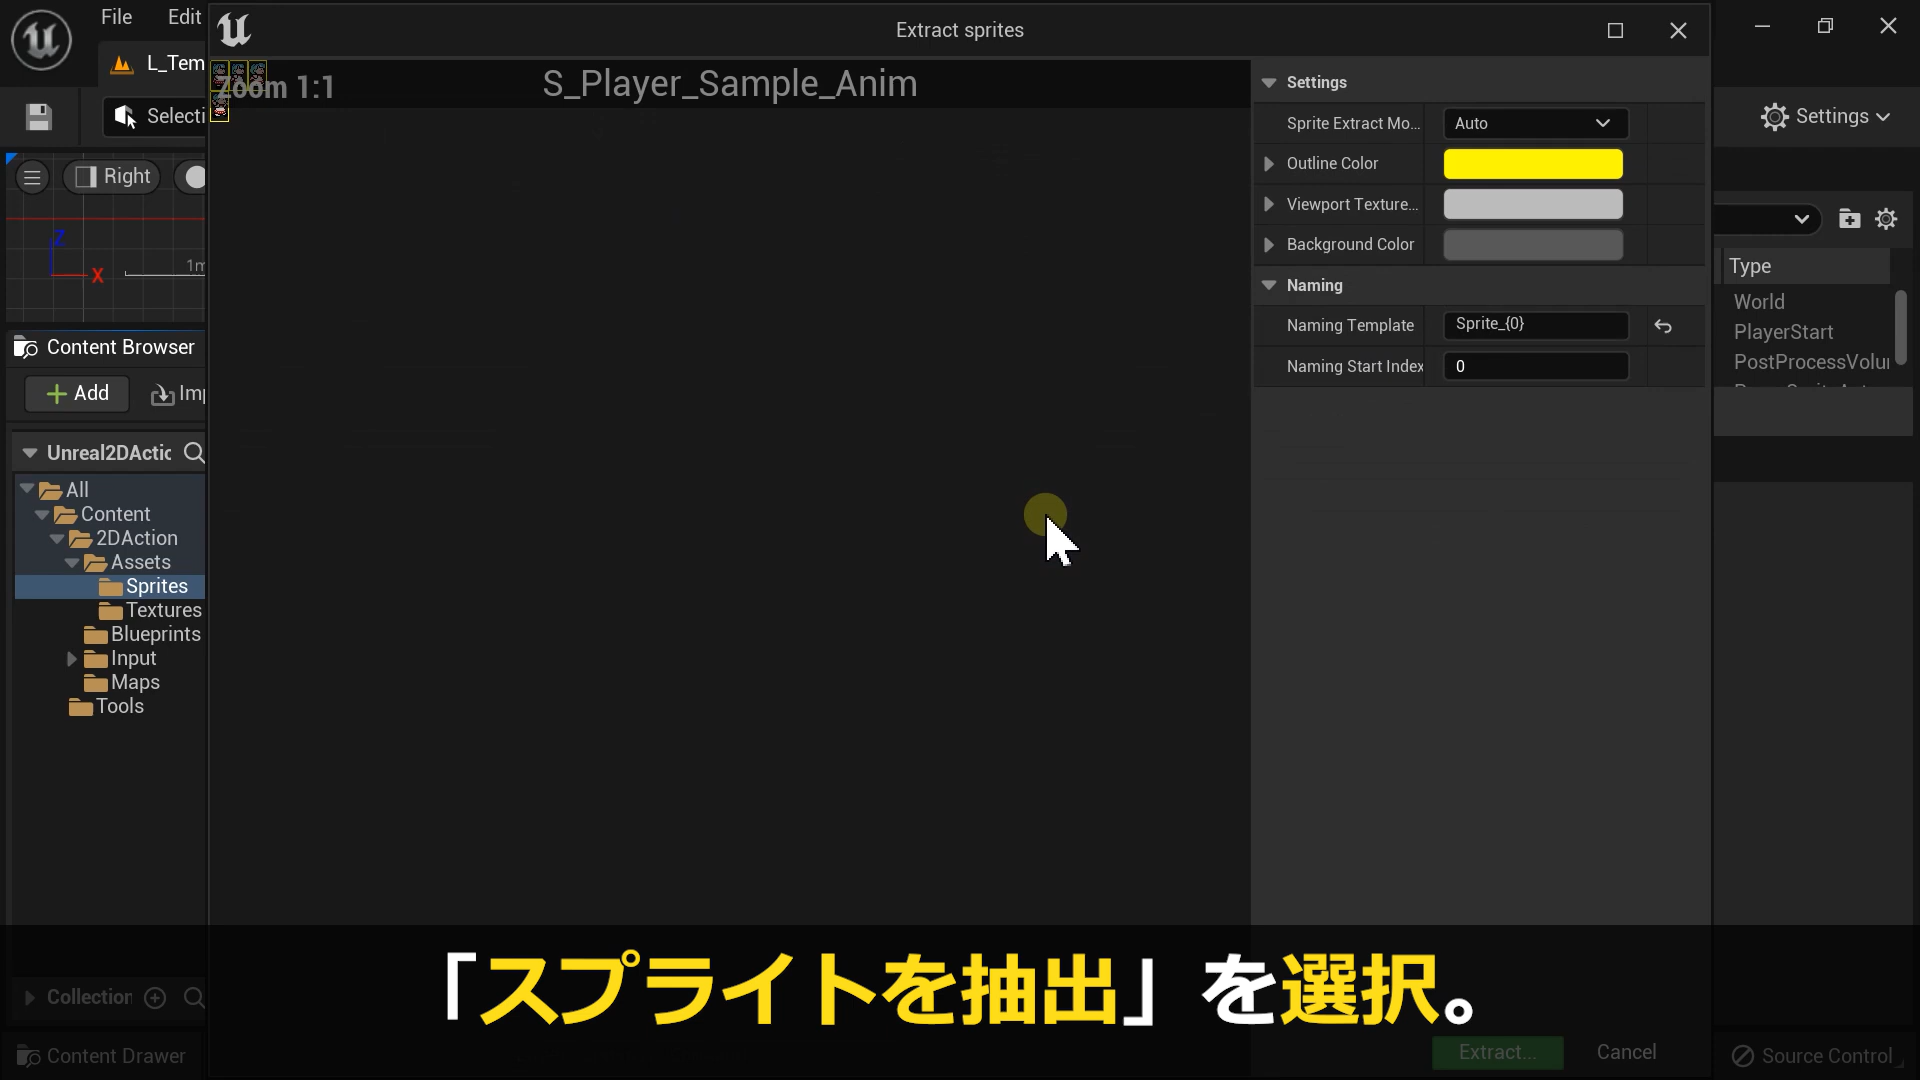 File Edit
Extract sprites
L_Tem
Zoom 1:1
S_Player_Sample_Anim
Settings
Selecti
Sprite Extract Mo... Auto
Settings
Outline Color
Right
Viewport Texture...
Z
X
1m
Background Color
Type
Naming
World
Naming Template Sprite_{0}
PlayerStart
Content Browser
Naming Start Index 0
PostProcessVolu
Add
Imp
Unreal2DActic
All
Content
2DAction
Assets
Sprites
Textures
Blueprints
Input
Maps
Tools
「スプライトを抽出」を選択。
Collection
Extract... Cancel
Content Drawer
Source Control